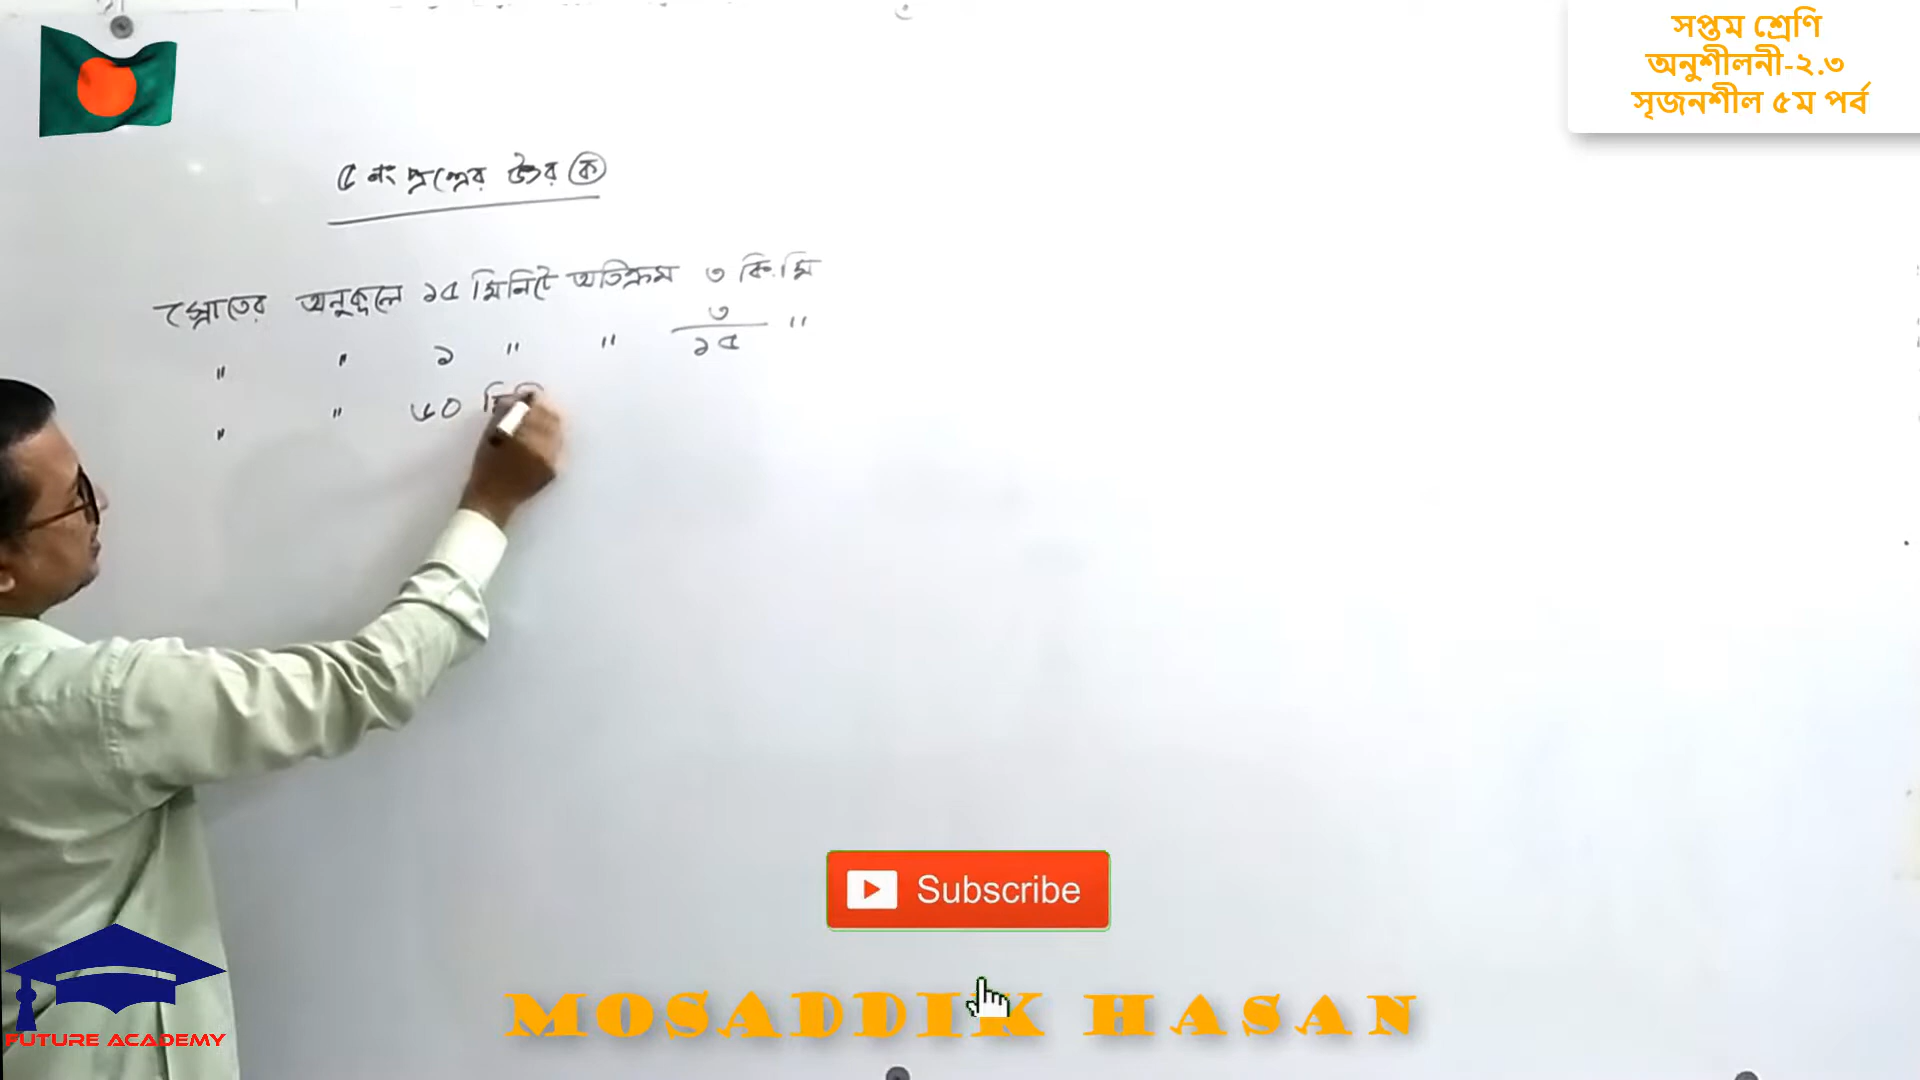 সপ্তম শ্রেণি
অনুশীলনী-২.৩
সৃজনশীল ৫ম পর্ব
৫ নং প্রশ্নের উত্তর (ক)
স্রোতের অনুকূলে ১৫ মিনিটে অতিক্রম ৩ কি.মি
" " ১ " " ৩/১৫ "
" " ৬০ মিনি
Subscribe
MOSADDIK HASAN
FUTURE ACADEMY